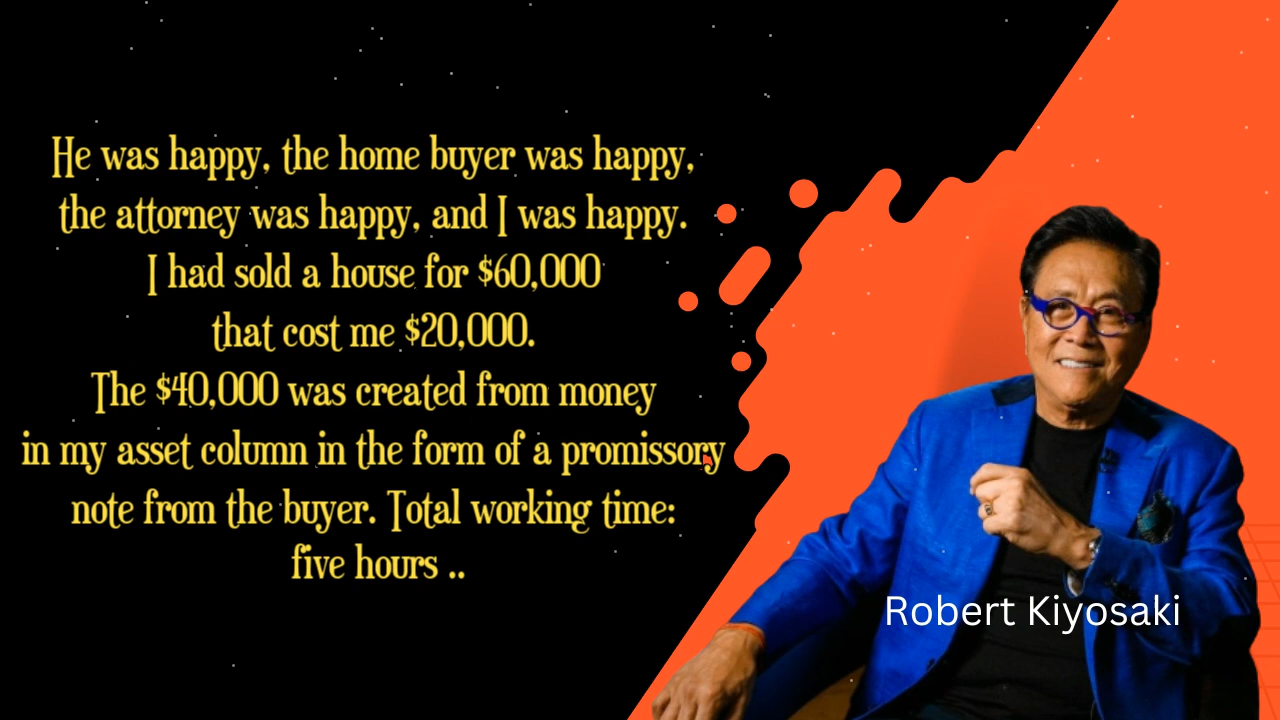 He was happy, the home buyer was happy,
the attorney was happy, and I was happy.
I had sold a house for $60,000
that cost me $20,000.
The $40,000 was created from money
in my asset column in the form of a promissory
note from the buyer. Total working time:
five hours ..
Robert Kiyosaki